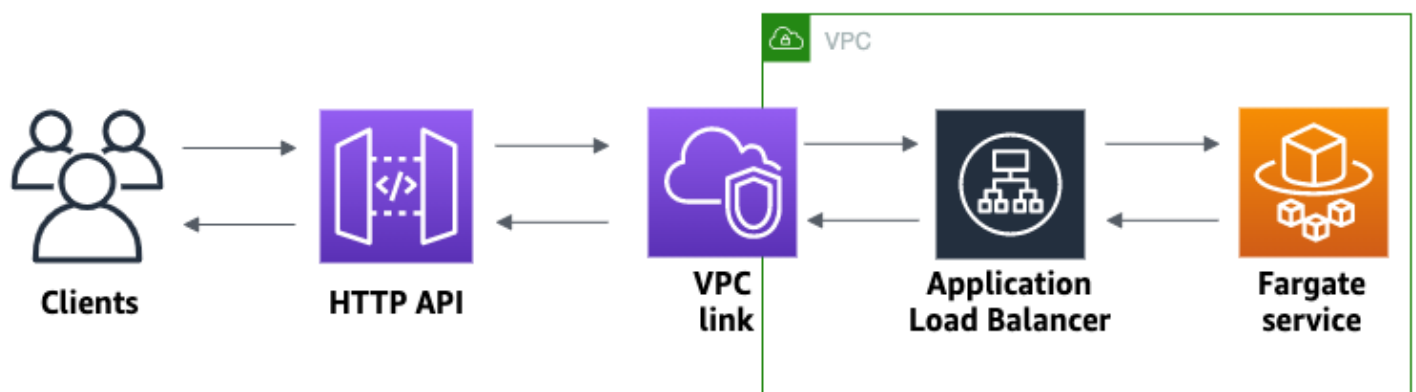 VPC
</>
Clients
HTTP API
VPC
link
Application
Load Balancer
Fargate
service